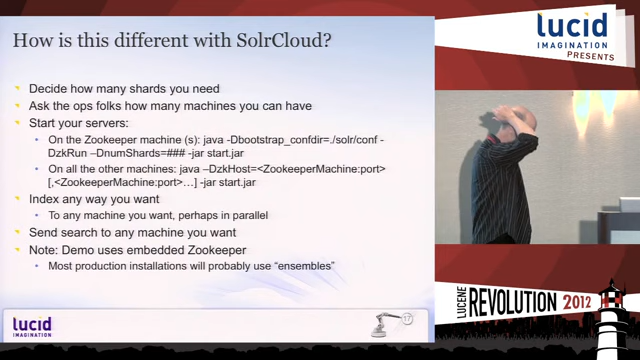 How is this different with SolrCloud?
Decide how many shards you need
Ask the ops folks how many machines you can have
Start your servers:
On the Zookeeper machine (s): java -Dbootstrap_confdir=./solr/conf -
DzkRun –DnumShards=### -jar start.jar
On all the other machines: java –DzkHost=<ZookeeperMachine:port>
[,<ZookeeperMachine:port>…] -jar start.jar
Index any way you want
To any machine you want, perhaps in parallel
Send search to any machine you want
Note: Demo uses embedded Zookeeper
Most production installations will probably use “ensembles”
lucid
IMAGINATION
17
lucid
IMAGINATION
PRESENTS
LUCENE
REVOLUTION 2012